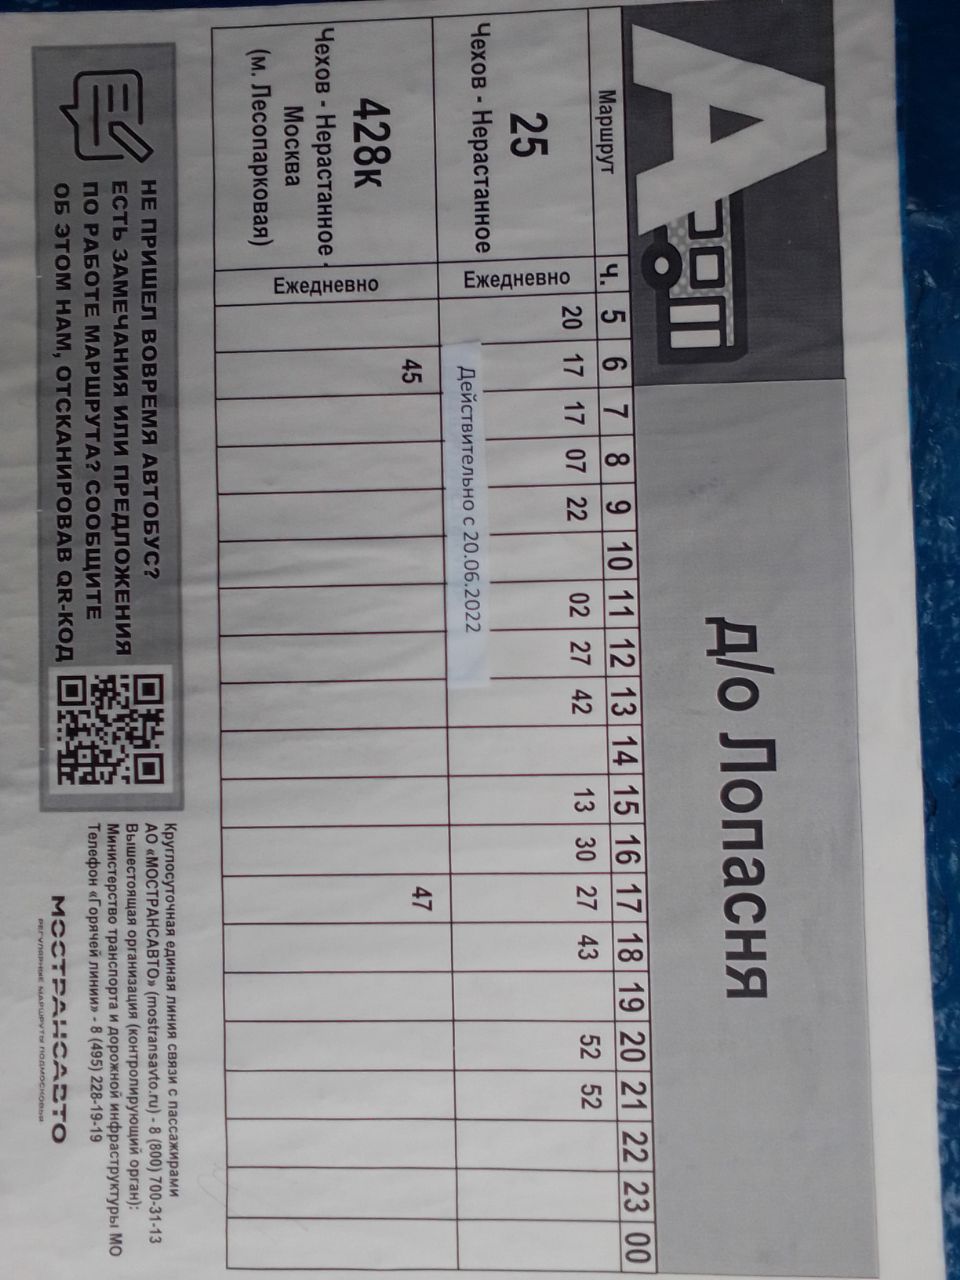 А
д/о Лопасня
Маршрут ч. 5 6 7 8 9 10 11 12 13 14 15 16 17 18 19 20 21 22 23 00
25
Чехов - Нерастанное
Ежедневно
20 17 17 07 22 02 27 42 13 30 27 43 52 52
Действительно с 20.06.2022
428к
Чехов - Нерастанное -
Москва
(м. Лесопарковая)
Ежедневно
45 47
НЕ ПРИШЕЛ ВОВРЕМЯ АВТОБУС?
ЕСТЬ ЗАМЕЧАНИЯ ИЛИ ПРЕДЛОЖЕНИЯ
ПО РАБОТЕ МАРШРУТА? СООБЩИТЕ
ОБ ЭТОМ НАМ, ОТСКАНИРОВАВ QR-КОД
Круглосуточная единая линия связи с пассажирами
АО «МОСТРАНСАВТО» (mostransavto.ru) - 8 (800) 700-31-13
Вышестоящая организация (контролирующий орган):
Министерство транспорта и дорожной инфраструктуры МО
Телефон «Горячей линии» - 8 (495) 228-19-19
МОСТРАНСАВТО
РЕГУЛЯРНЫЕ МАРШРУТЫ ПОДМОСКОВЬЯ